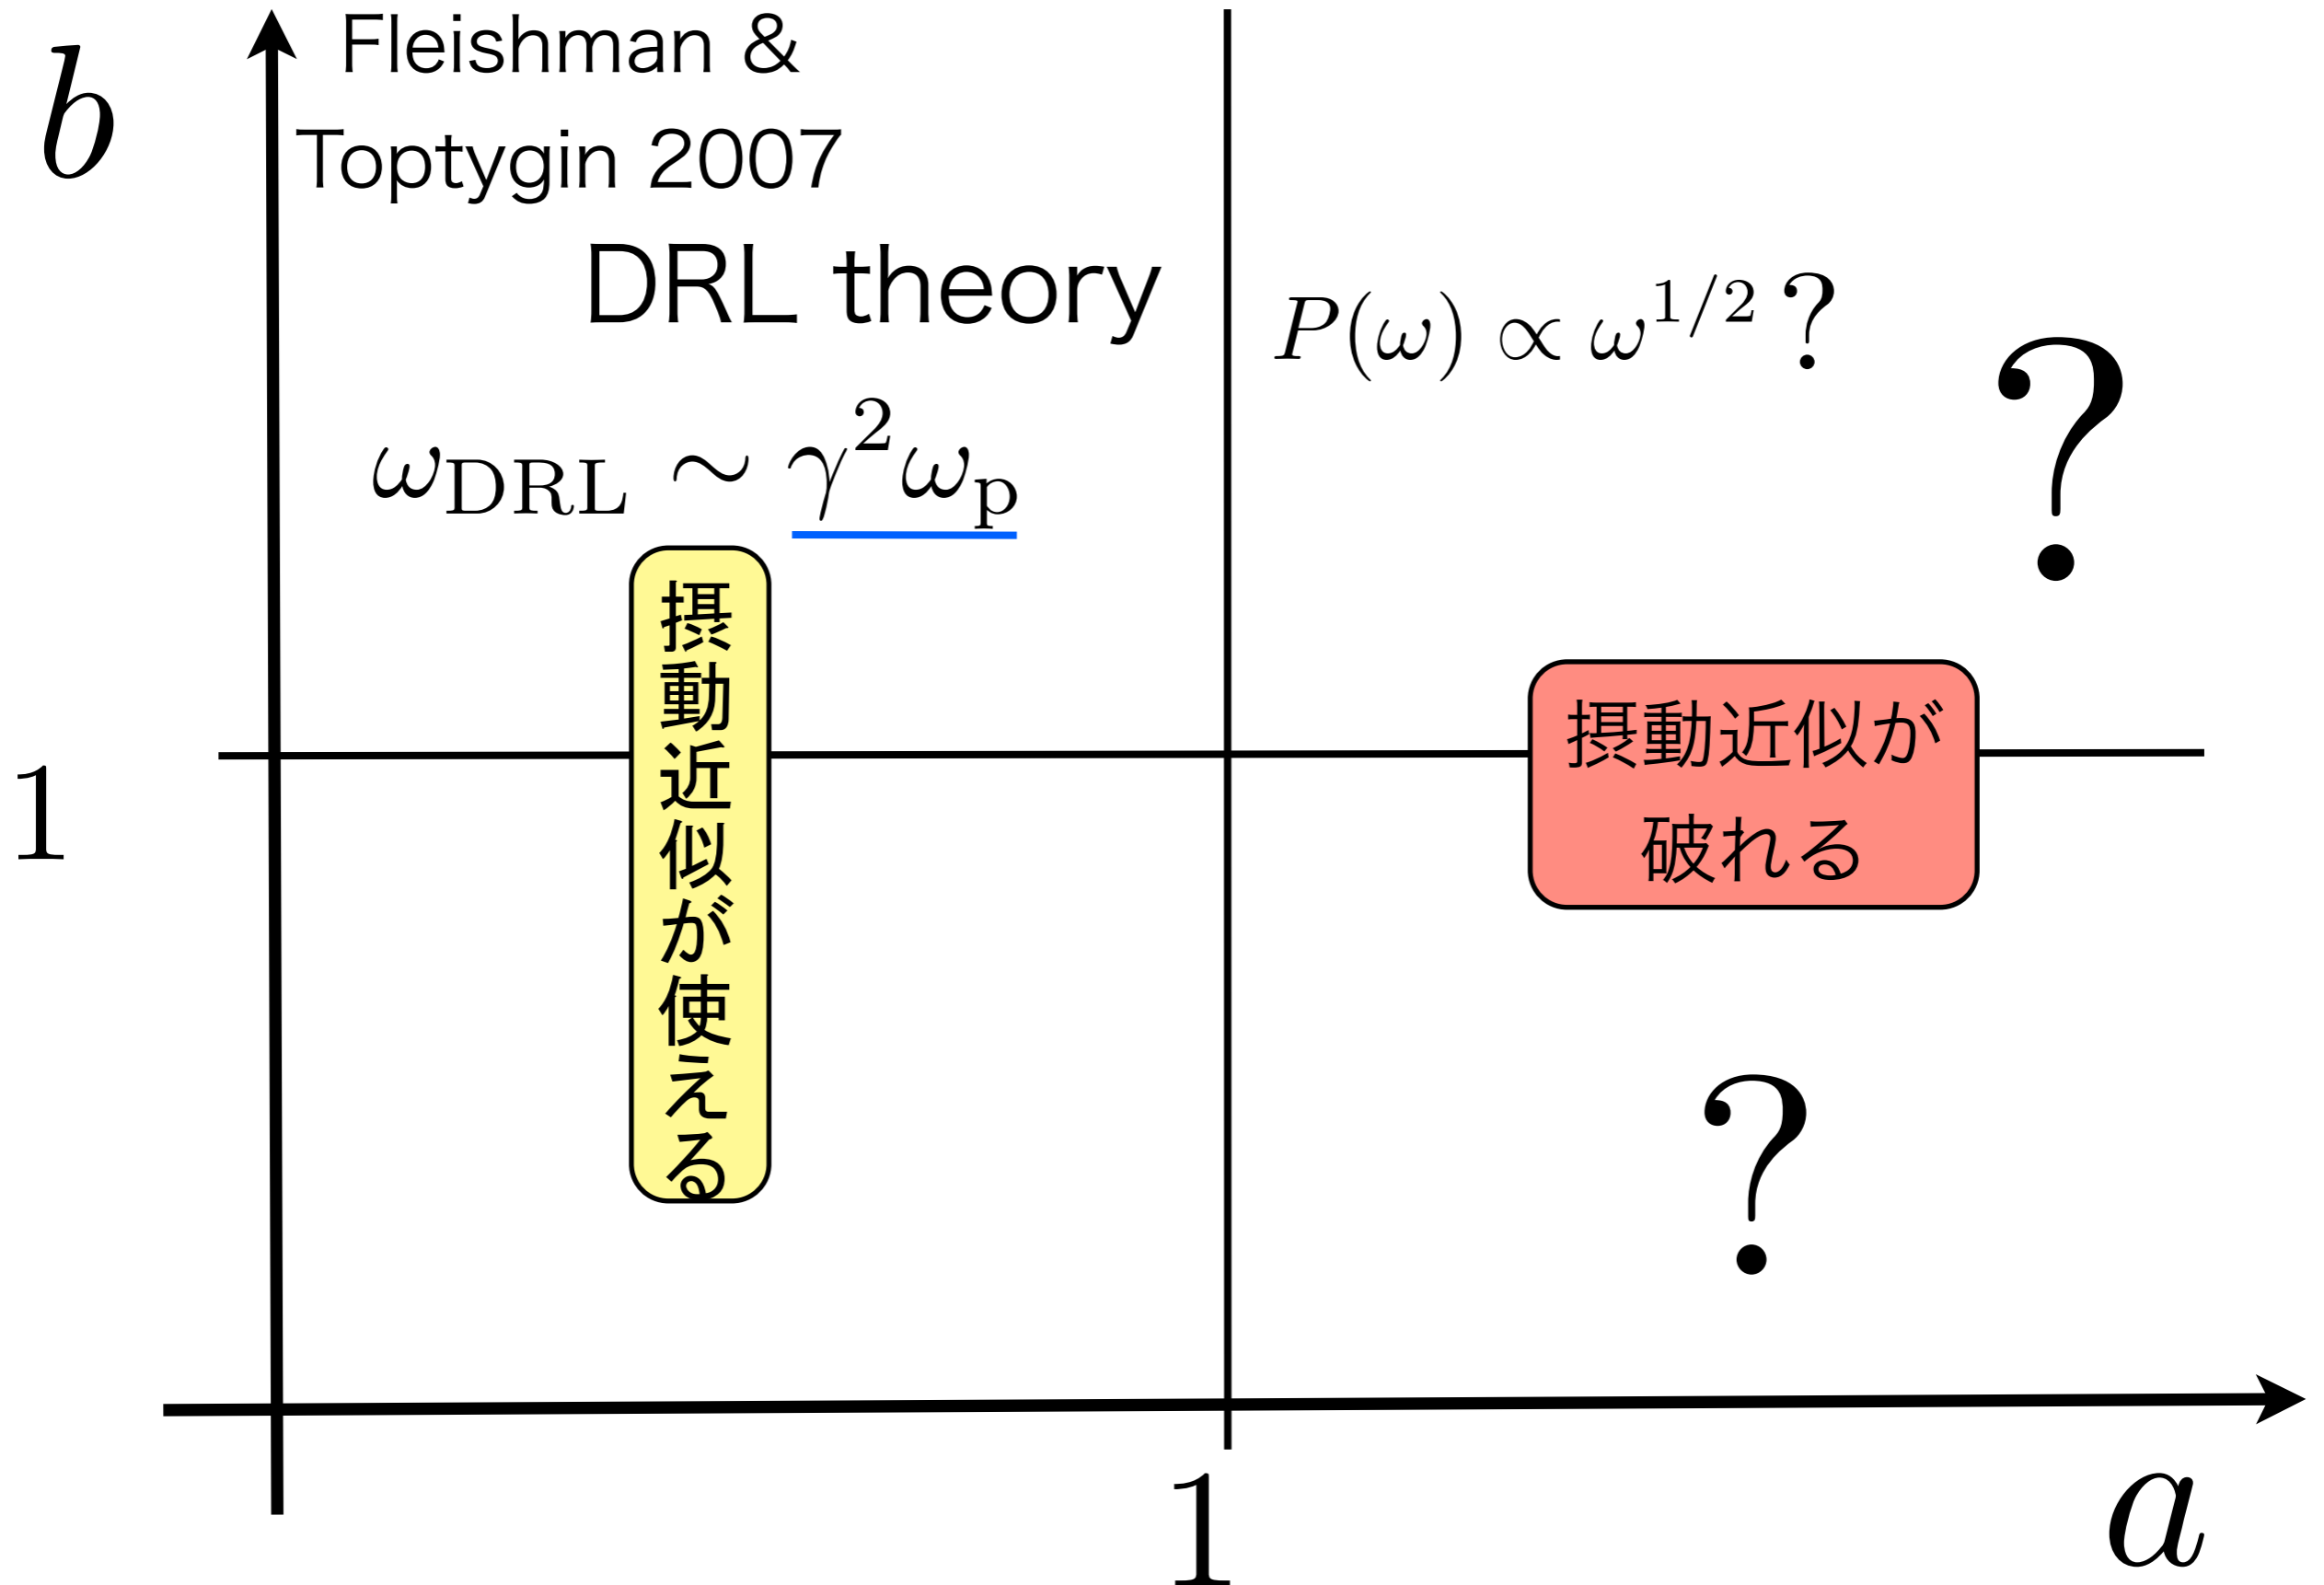 b
Fleishman &
Toptygin 2007
DRL theory
ω_DRL ∼ γ²ω_p
P(ω) ∝ ω^{1/2}?
?
摂動近似が使える
1
摂動近似が
破れる
?
1
a